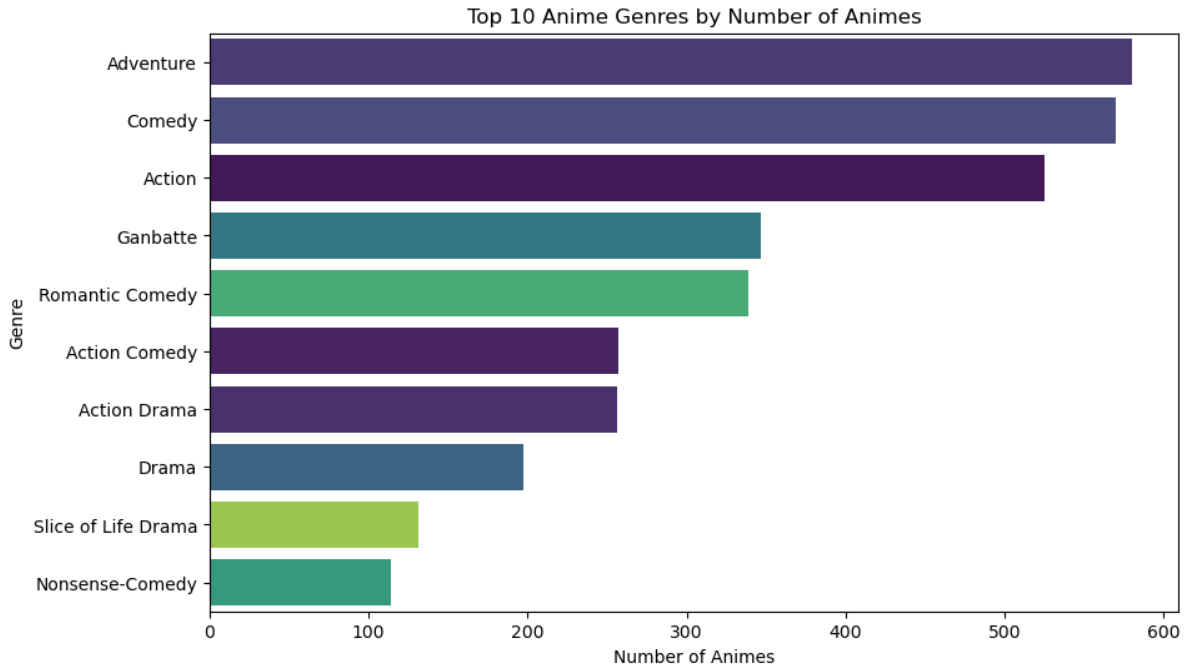 Top 10 Anime Genres by Number of Animes
Adventure
Comedy
Action
Ganbatte
Romantic Comedy
Action Comedy
Action Drama
Drama
Slice of Life Drama
Nonsense-Comedy
Genre
0 100 200 300 400 500 600
Number of Animes